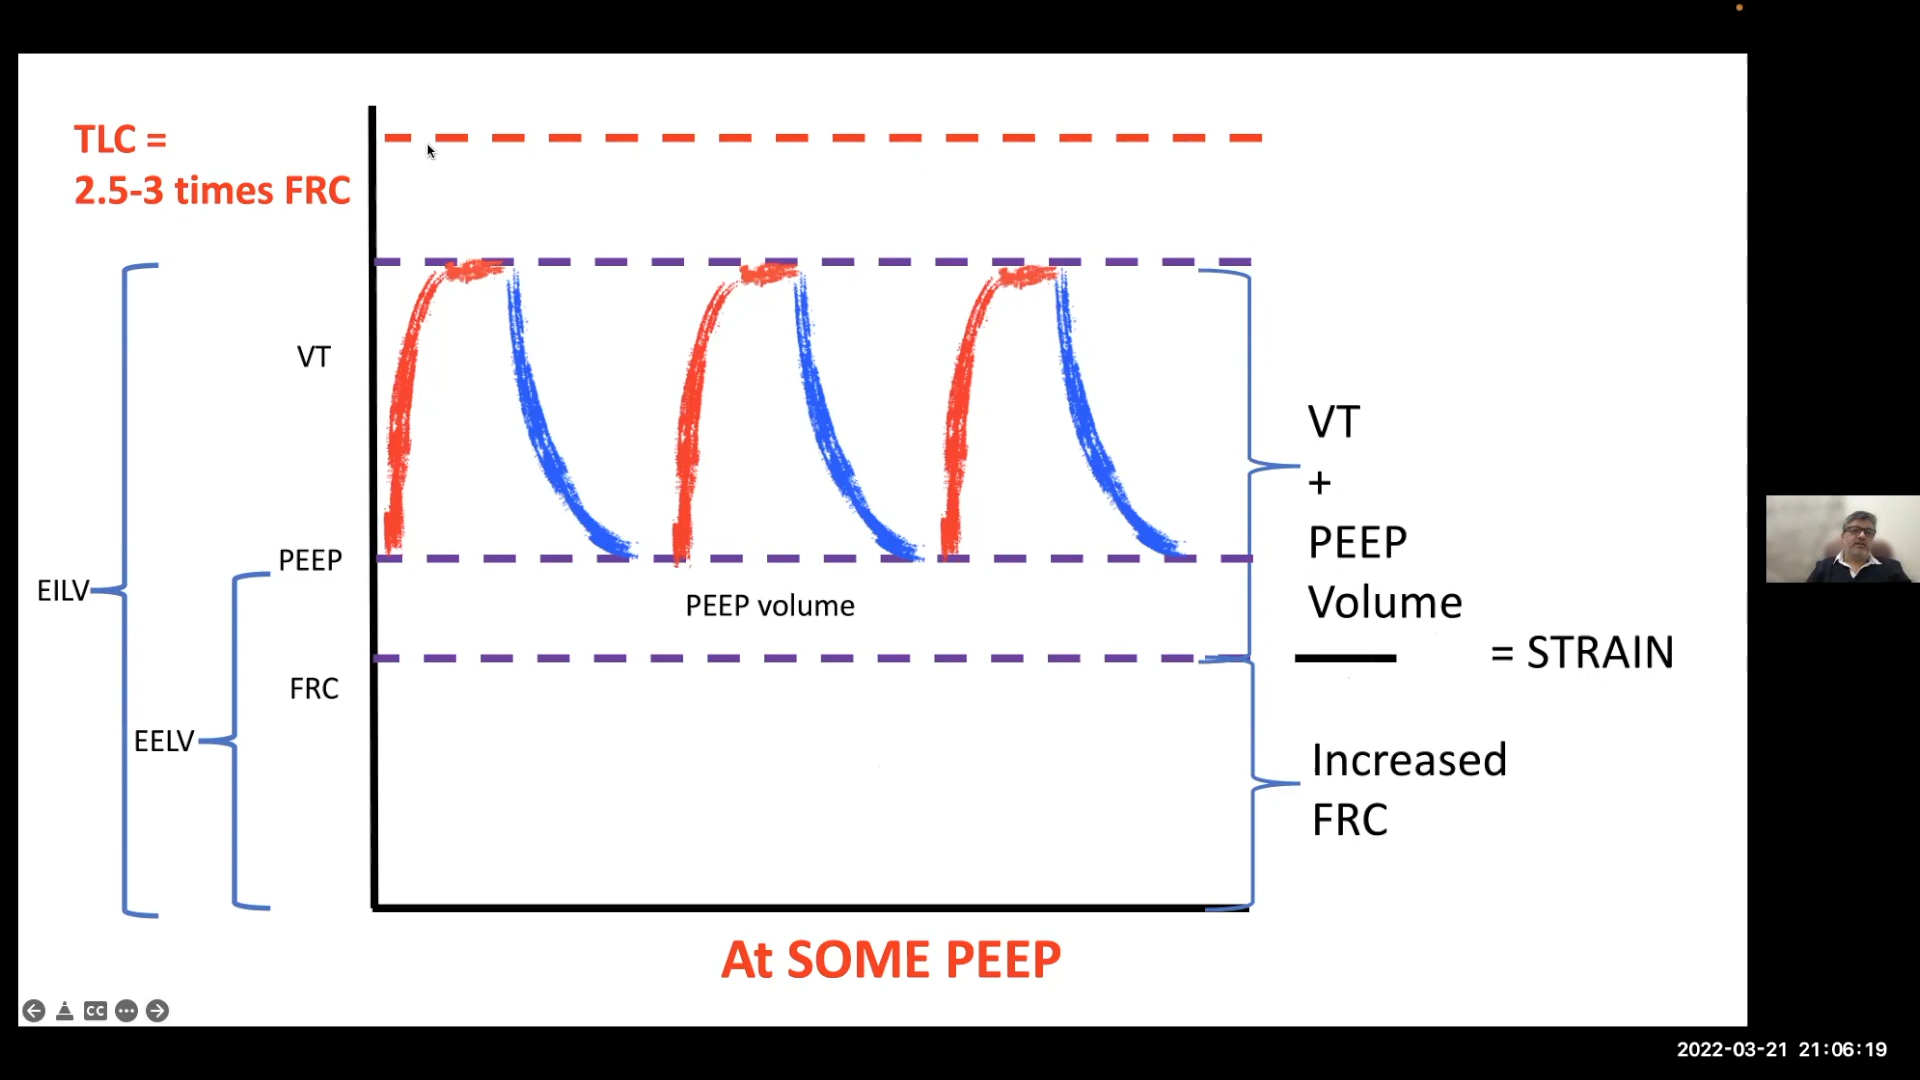 TLC =
2.5-3 times FRC
VT
PEEP
EILV
PEEP volume
FRC
EELV
VT
+
PEEP
Volume
= STRAIN
Increased
FRC
At SOME PEEP
CC
2022-03-21 21:06:19